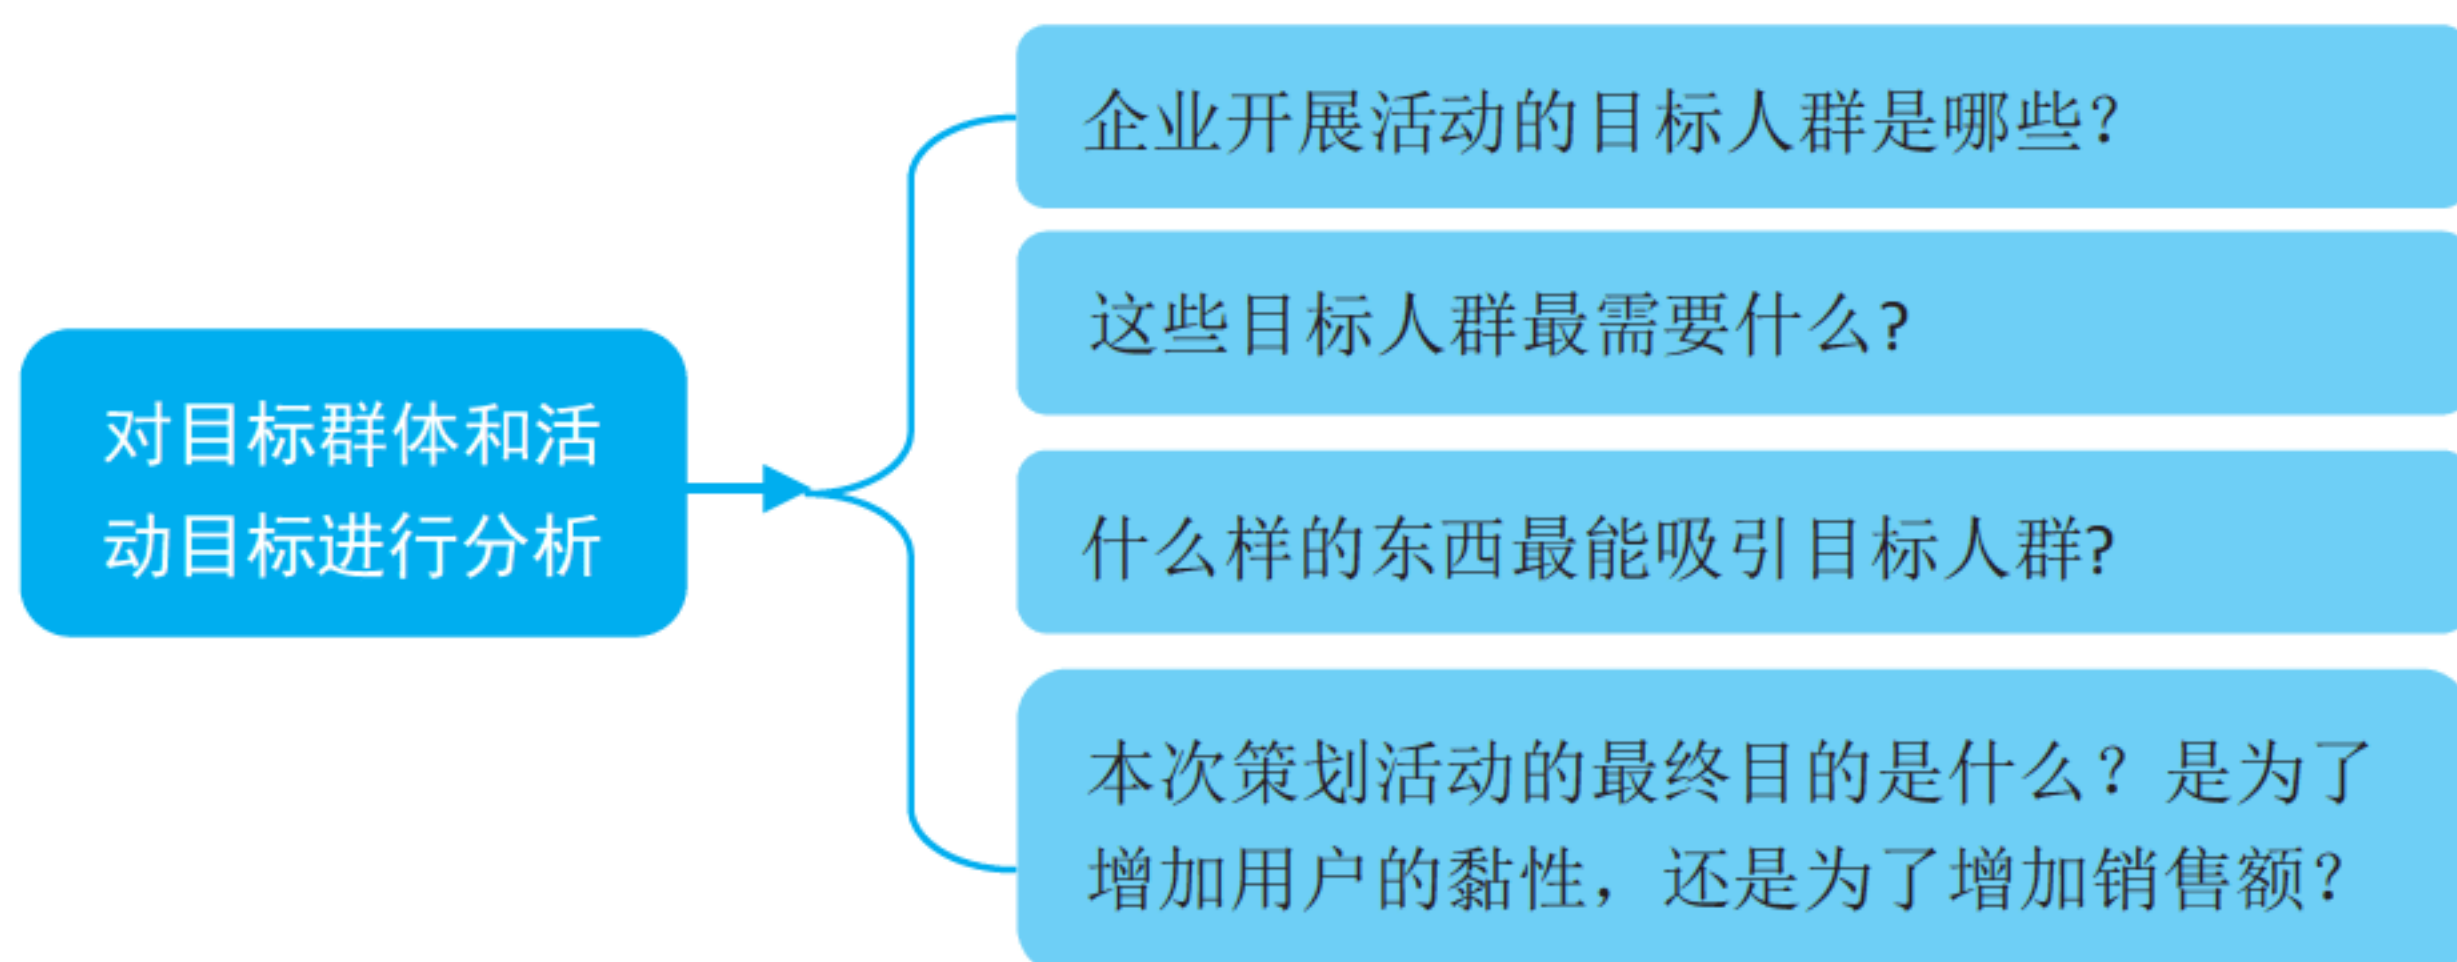 对目标群体和活
动目标进行分析
企业开展活动的目标人群是哪些？
这些目标人群最需要什么?
什么样的东西最能吸引目标人群?
本次策划活动的最终目的是什么？是为了
增加用户的黏性，还是为了增加销售额？